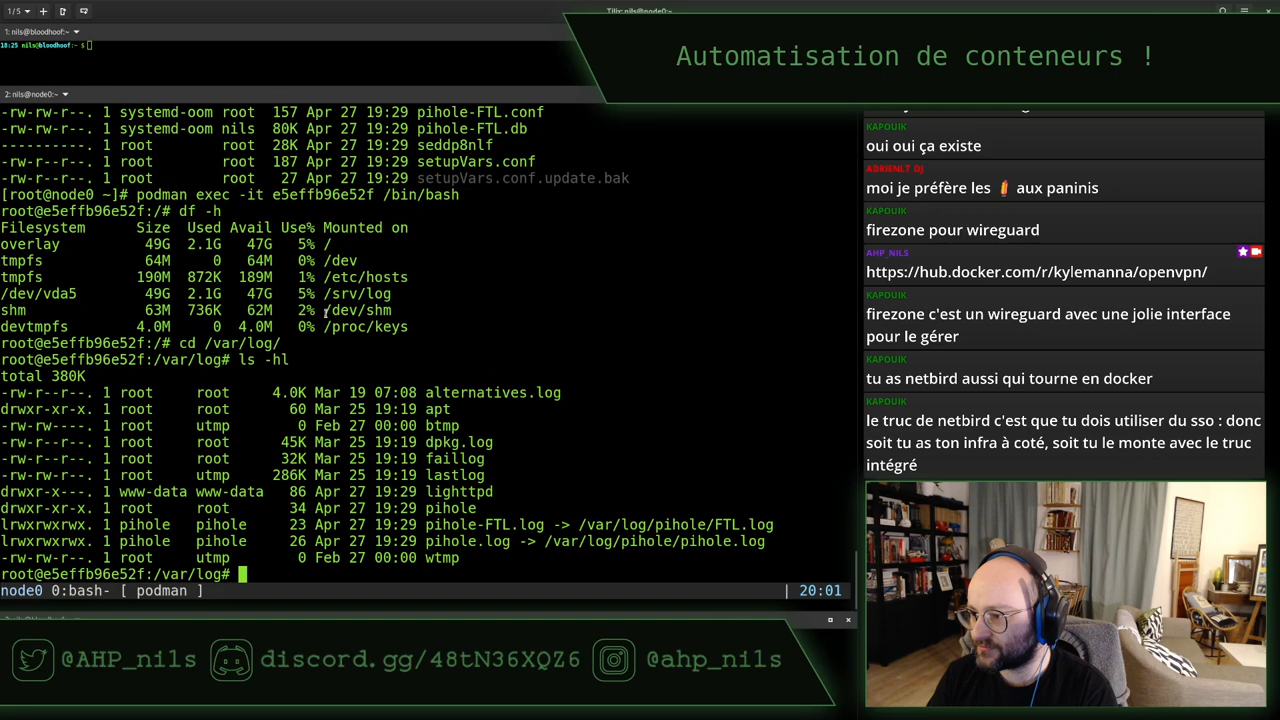 1/5
Tilix: nils@node0:~
1: nils@bloodhoof:~
18:25 nils@bloodhoof:~ $
2: nils@node0:~
-rw-rw-r--. 1 systemd-oom root  157 Apr 27 19:29 pihole-FTL.conf
-rw-rw-r--. 1 systemd-oom nils  80K Apr 27 19:29 pihole-FTL.db
----------. 1 root        root  28K Apr 27 19:29 seddp8nlf
-rw-r--r--. 1 root        root  187 Apr 27 19:29 setupVars.conf
-rw-r--r--. 1 root        root   27 Apr 27 19:29 setupVars.conf.update.bak
[root@node0 ~]# podman exec -it e5effb96e52f /bin/bash
root@e5effb96e52f:/# df -h
Filesystem      Size  Used Avail Use% Mounted on
overlay          49G  2.1G   47G   5% /
tmpfs            64M     0   64M   0% /dev
tmpfs           190M  872K  189M   1% /etc/hosts
/dev/vda5        49G  2.1G   47G   5% /srv/log
shm              63M  736K   62M   2% /dev/shm
devtmpfs        4.0M     0  4.0M   0% /proc/keys
root@e5effb96e52f:/# cd /var/log/
root@e5effb96e52f:/var/log# ls -hl
total 380K
-rw-r--r--. 1 root     root     4.0K Mar 19 07:08 alternatives.log
drwxr-xr-x. 1 root     root       60 Mar 25 19:19 apt
-rw-rw----. 1 root     utmp        0 Feb 27 00:00 btmp
-rw-r--r--. 1 root     root      45K Mar 25 19:19 dpkg.log
-rw-r--r--. 1 root     root      32K Mar 25 19:19 faillog
-rw-rw-r--. 1 root     utmp     286K Mar 25 19:19 lastlog
drwxr-x---. 1 www-data www-data   86 Apr 27 19:29 lighttpd
drwxr-xr-x. 1 root     root       34 Apr 27 19:29 pihole
lrwxrwxrwx. 1 pihole   pihole     23 Apr 27 19:29 pihole-FTL.log -> /var/log/pihole/FTL.log
lrwxrwxrwx. 1 pihole   pihole     26 Apr 27 19:29 pihole.log -> /var/log/pihole/pihole.log
-rw-rw-r--. 1 root     utmp        0 Feb 27 00:00 wtmp
root@e5effb96e52f:/var/log#
node0 0:bash- [ podman ] | 20:01
@AHP_nils discord.gg/48tN36XQZ6 @ahp_nils
Automatisation de conteneurs !
KAPOUIK
oui oui ça existe
ADRIENLT_DJ
moi je préfère les 🌭 aux paninis
KAPOUIK
firezone pour wireguard
AHP_NILS
https://hub.docker.com/r/kylemanna/openvpn/
KAPOUIK
firezone c'est un wireguard avec une jolie interface
pour le gérer
tu as netbird aussi qui tourne en docker
KAPOUIK
le truc de netbird c'est que tu dois utiliser du sso : donc
soit tu as ton infra à coté, soit tu le monte avec le truc
intégré